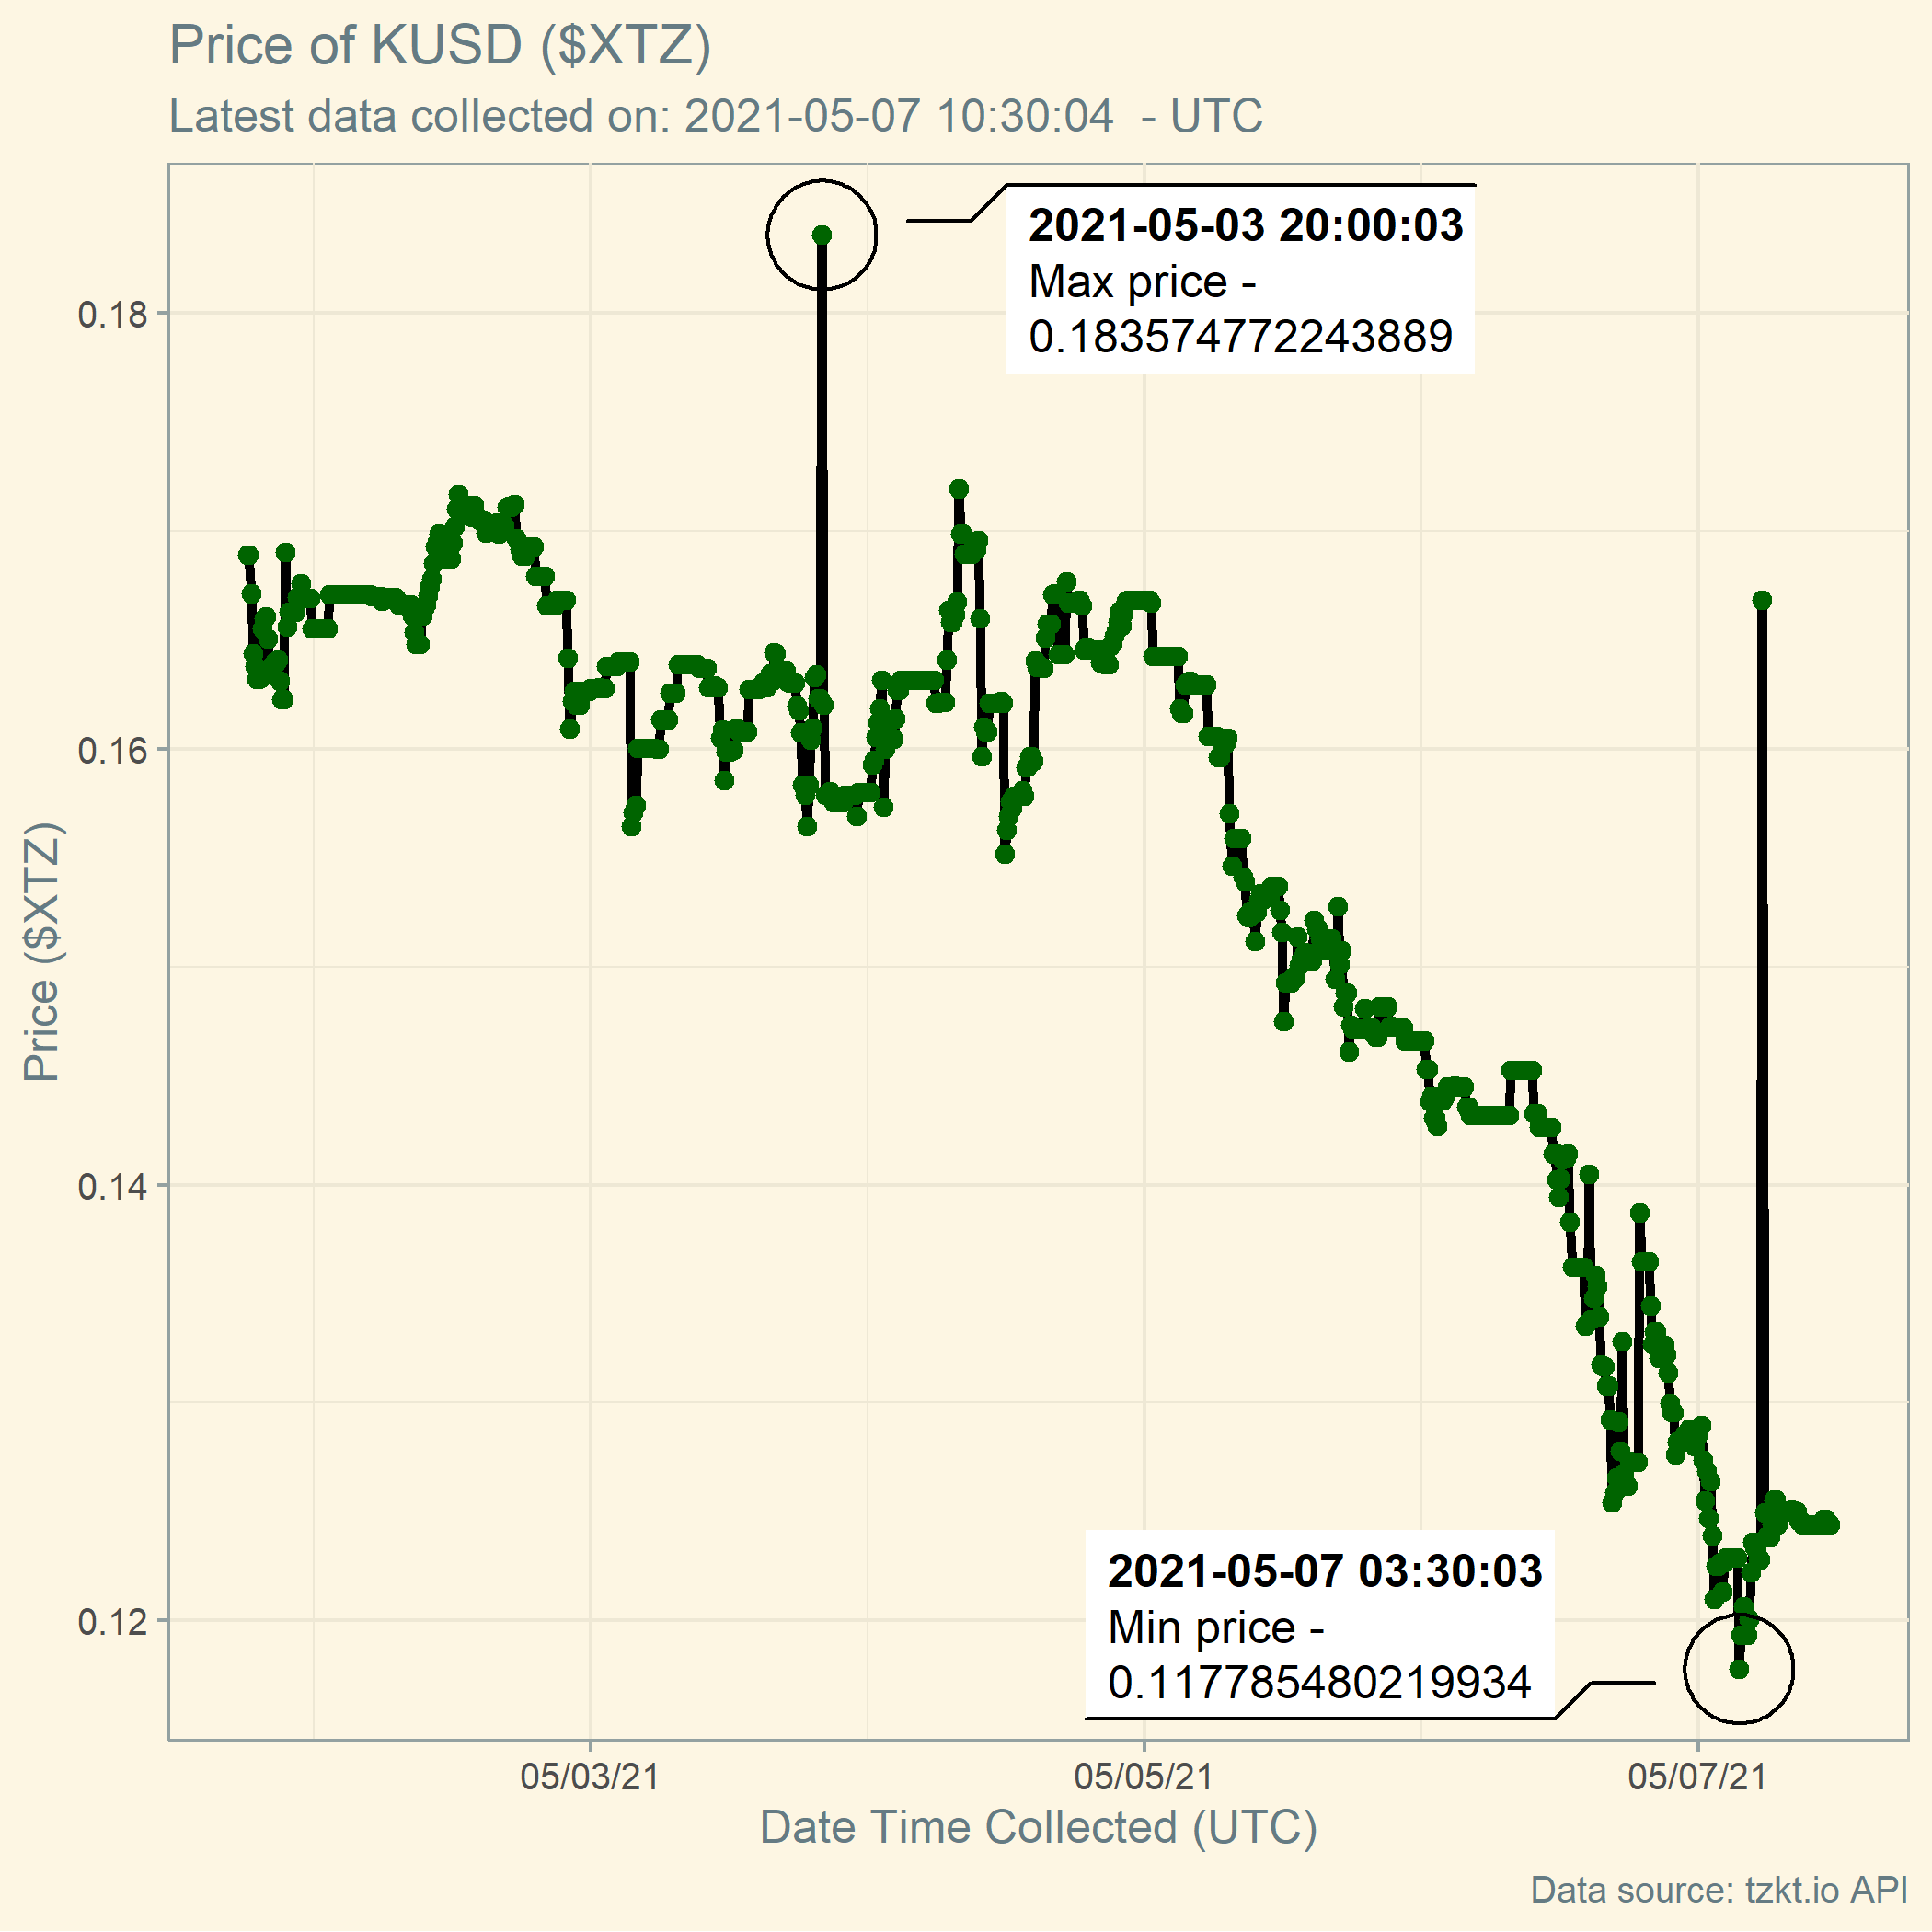 Price of KUSD ($XTZ)
Latest data collected on: 2021-05-07 10:30:04  - UTC
2021-05-03 20:00:03
Max price -
0.183574772243889
0.18
0.16
0.14
0.12
Price ($XTZ)
2021-05-07 03:30:03
Min price -
0.117785480219934
05/03/21
05/05/21
05/07/21
Date Time Collected (UTC)
Data source: tzkt.io API